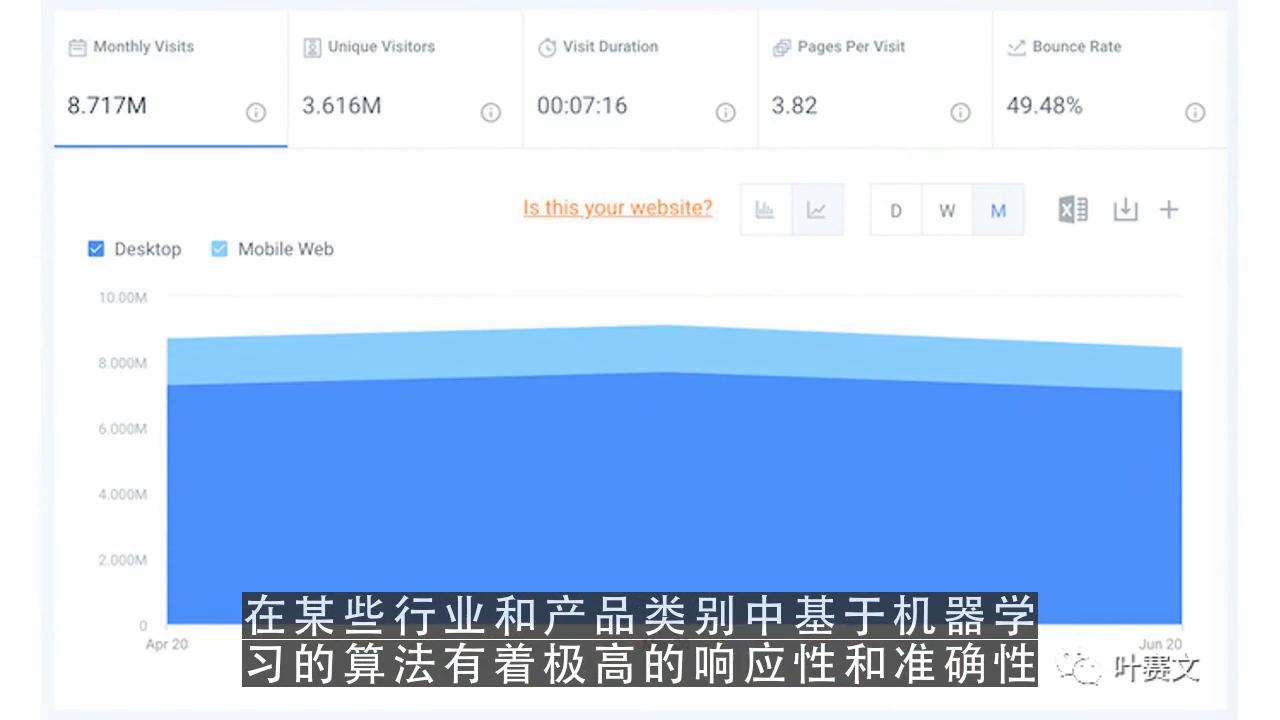 Monthly Visits
Unique Visitors
Visit Duration
Pages Per Visit
Bounce Rate
8.717M
3.616M
00:07:16
3.82
49.48%
Is this your website?
D
W
M
Desktop
Mobile Web
10.00M
8.000M
6.000M
4.000M
2.000M
0
Apr 20
Jun 20
在某些行业和产品类别中基于机器学
习的算法有着极高的响应性和准确性
叶赛文